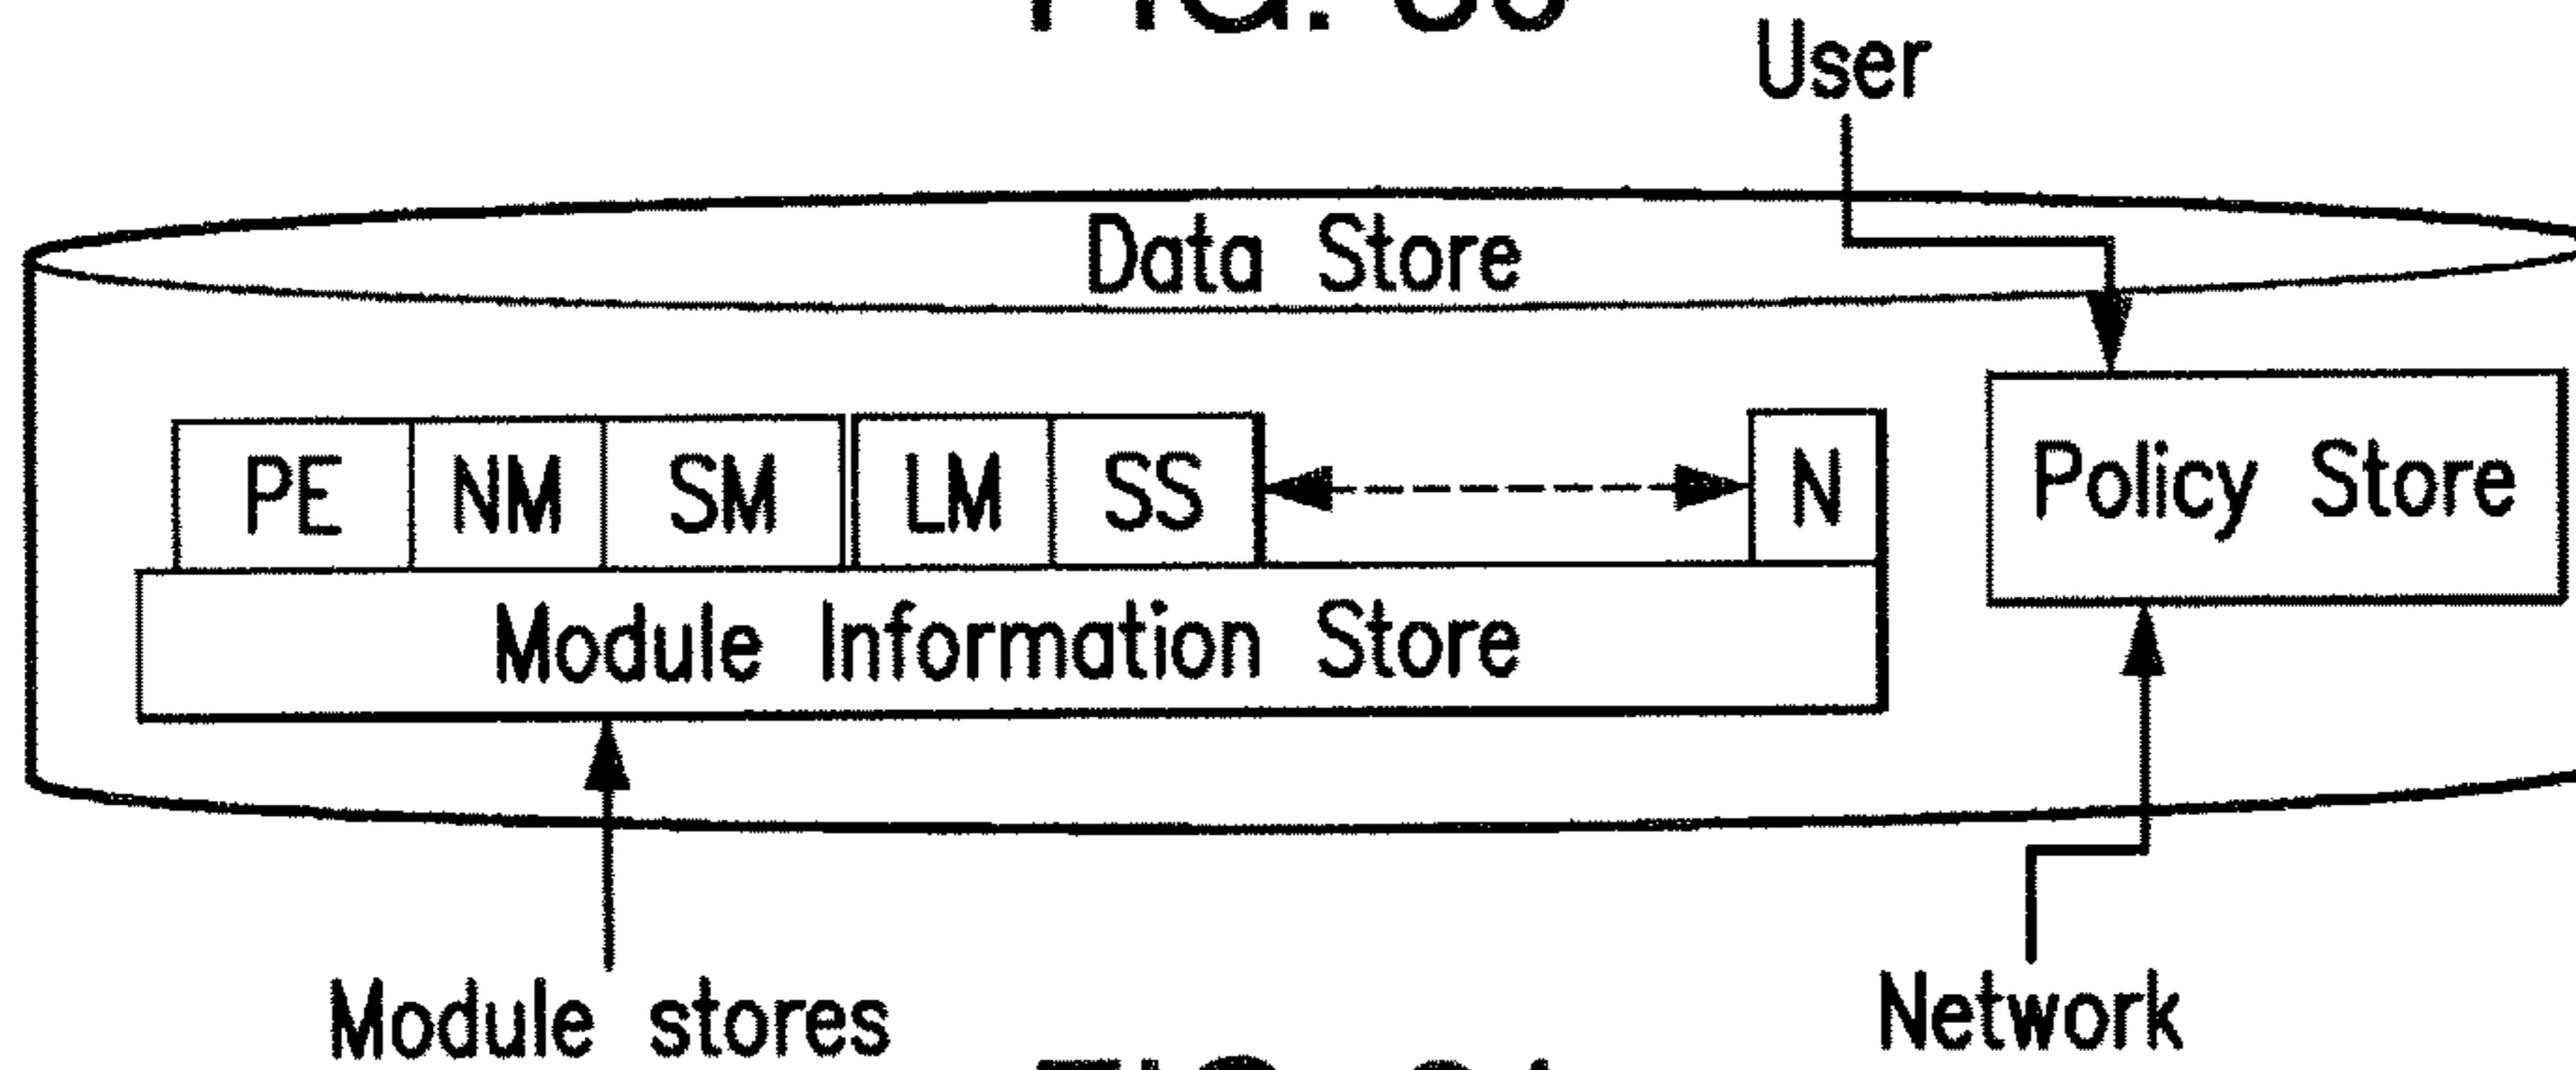 User
Data Store
PE NM SM LM SS N
Policy Store
Module Information Store
Module stores
Network